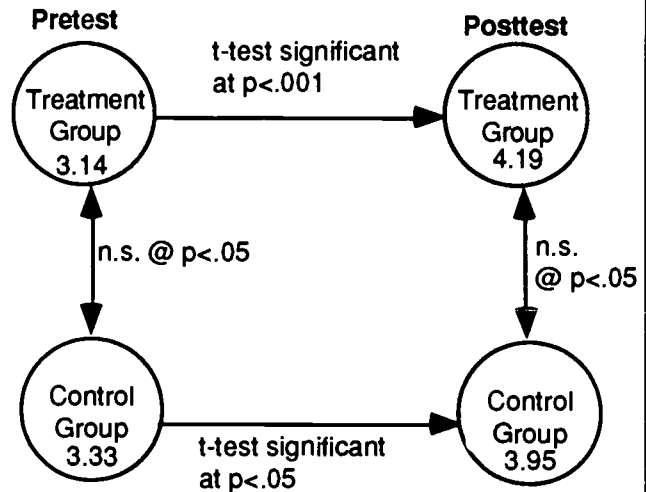 Pretest
Posttest
t-test significant
at p<.001
Treatment
Group
3.14
Treatment
Group
4.19
n.s. @ p<.05
n.s.
@ p<.05
Control
Group
3.33
Control
Group
3.95
t-test significant
at p<.05